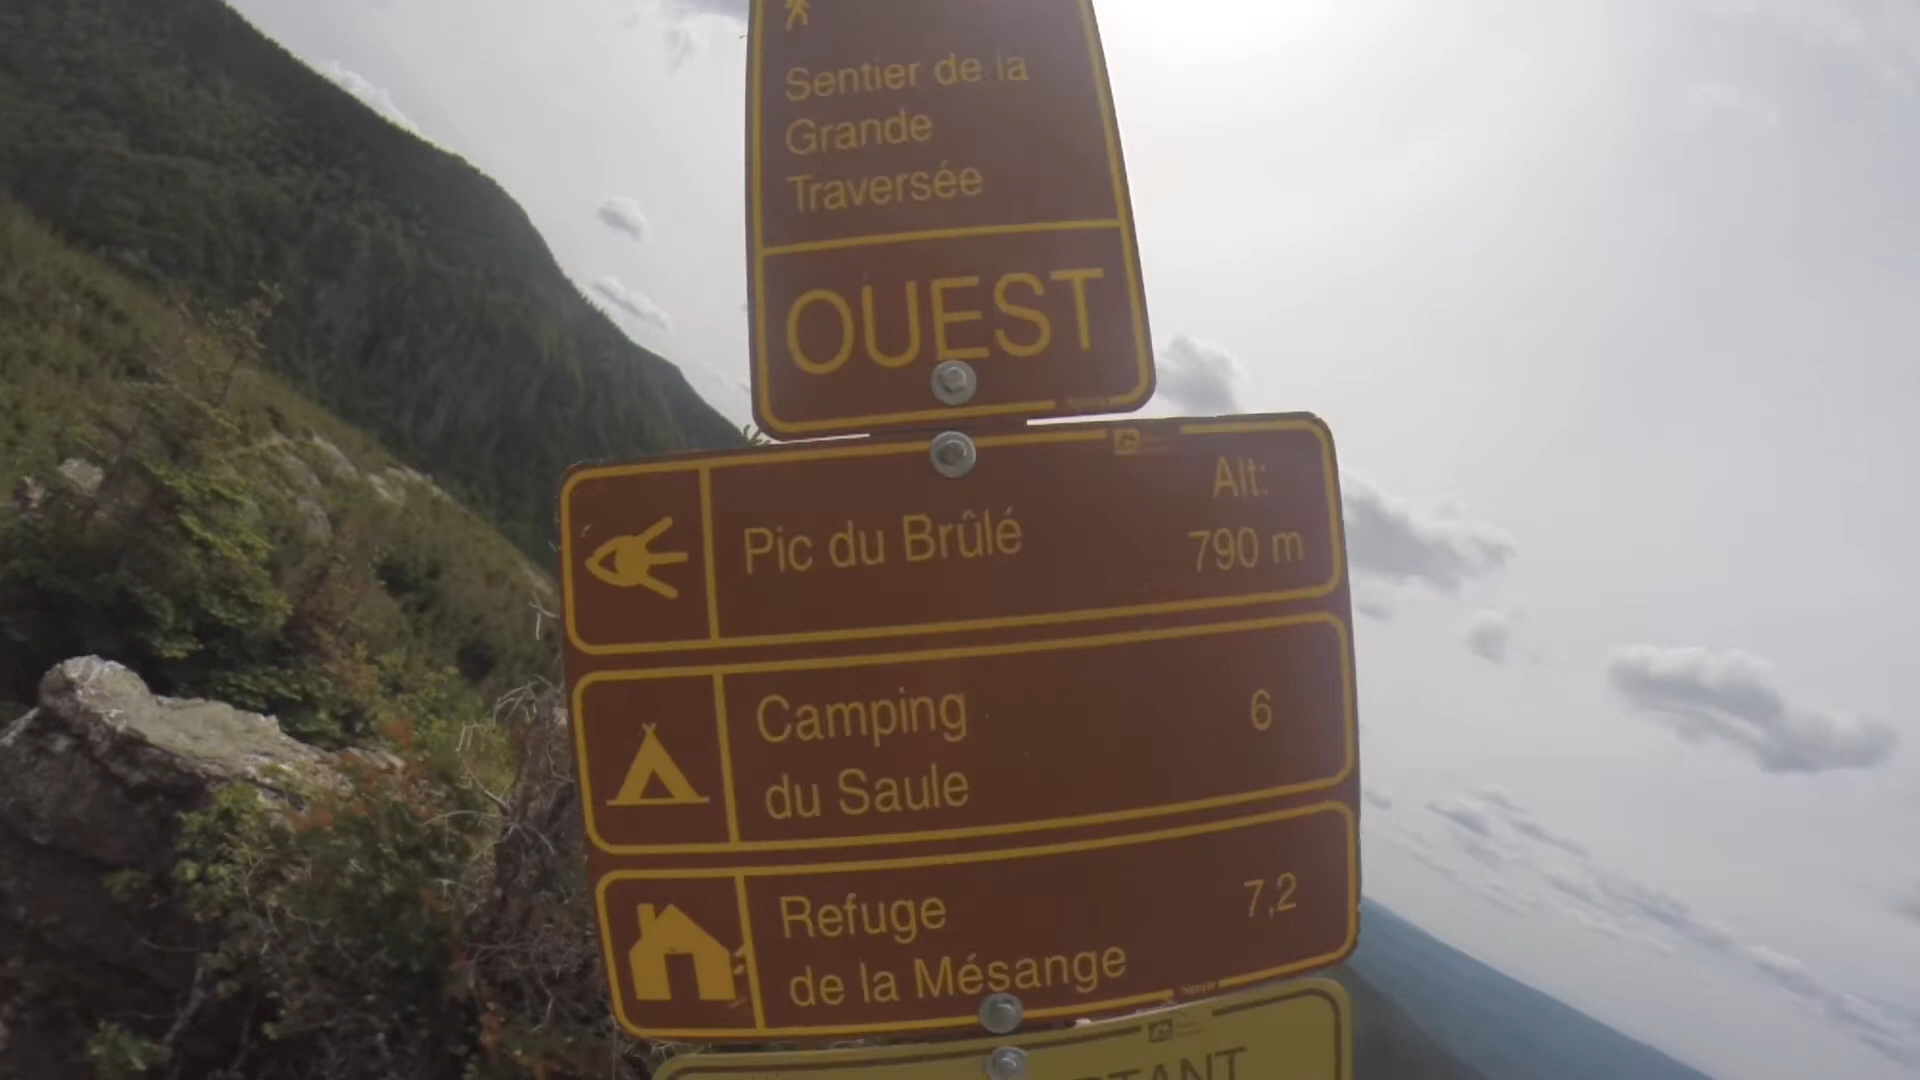 Sentier de la
Grande
Traversée
OUEST
Pic du Brûlé
Alt:
790 m
Camping
du Saule
6
Refuge
de la Mésange
7,2